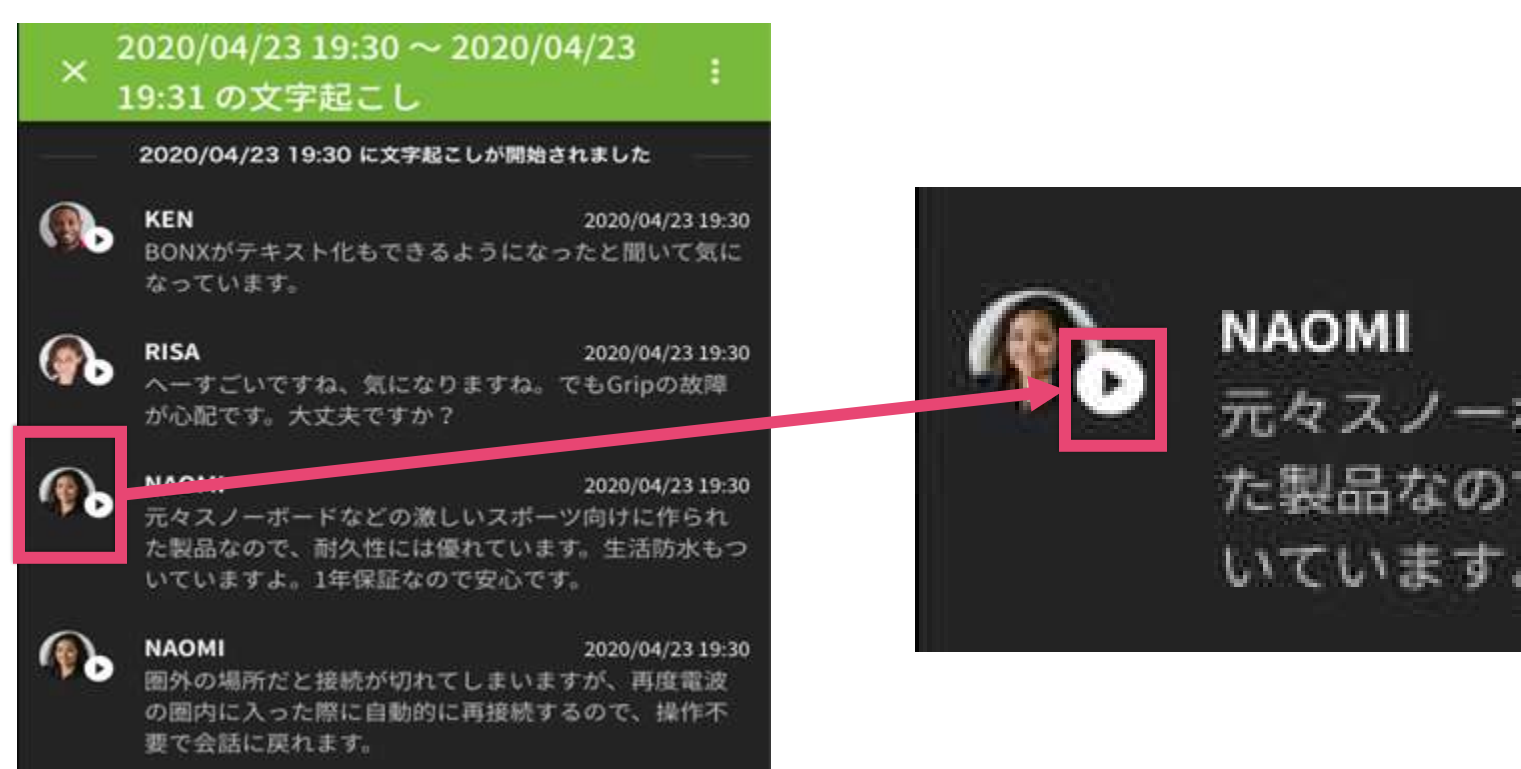 2020/04/23 19:30 ～ 2020/04/23
19:31 の文字起こし
2020/04/23 19:30 に文字起こしが開始されました
KEN 2020/04/23 19:30
BONXがテキスト化もできるようになったと聞いて気に
なっています。
RISA 2020/04/23 19:30
へーすごいですね、気になりますね。でもGripの故障
が心配です。大丈夫ですか？
NAOMI 2020/04/23 19:30
元々スノーボードなどの激しいスポーツ向けに作られ
た製品なので、耐久性には優れています。生活防水もつ
いていますよ。1年保証なので安心です。
NAOMI 2020/04/23 19:30
圏外の場所だと接続が切れてしまいますが、再度電波
の圏内に入った際に自動的に再接続するので、操作不
要で会話に戻れます。
NAOMI
元々スノー
た製品なの
いています